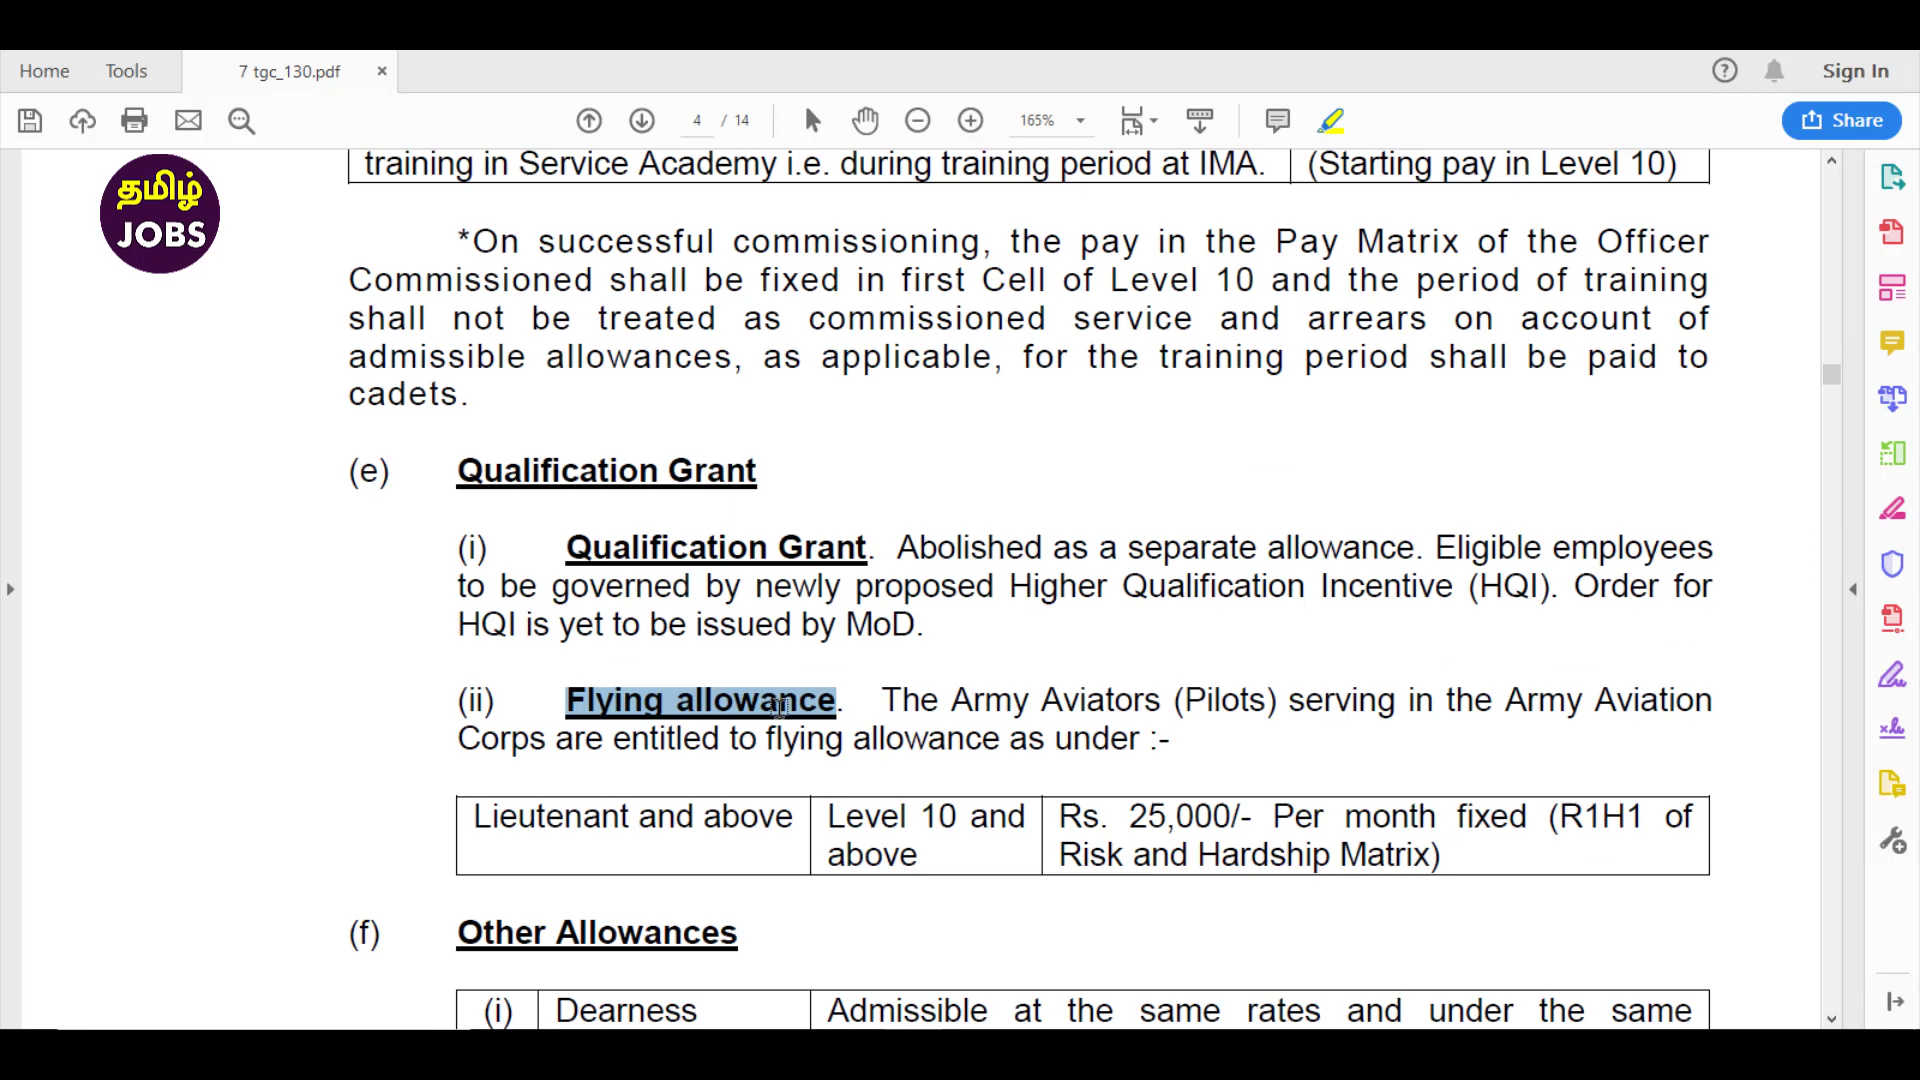 Home Tools 7 tgc_130.pdf × Sign In
4 / 14 165% Share
தமிழ்
JOBS
training in Service Academy i.e. during training period at IMA. (Starting pay in Level 10)
*On successful commissioning, the pay in the Pay Matrix of the Officer
Commissioned shall be fixed in first Cell of Level 10 and the period of training
shall not be treated as commissioned service and arrears on account of
admissible allowances, as applicable, for the training period shall be paid to
cadets.
(e) Qualification Grant
(i) Qualification Grant. Abolished as a separate allowance. Eligible employees
to be governed by newly proposed Higher Qualification Incentive (HQI). Order for
HQI is yet to be issued by MoD.
(ii) Flying allowance. The Army Aviators (Pilots) serving in the Army Aviation
Corps are entitled to flying allowance as under :-
Lieutenant and above Level 10 and Rs. 25,000/- Per month fixed (R1H1 of
above Risk and Hardship Matrix)
(f) Other Allowances
(i) Dearness Admissible at the same rates and under the same